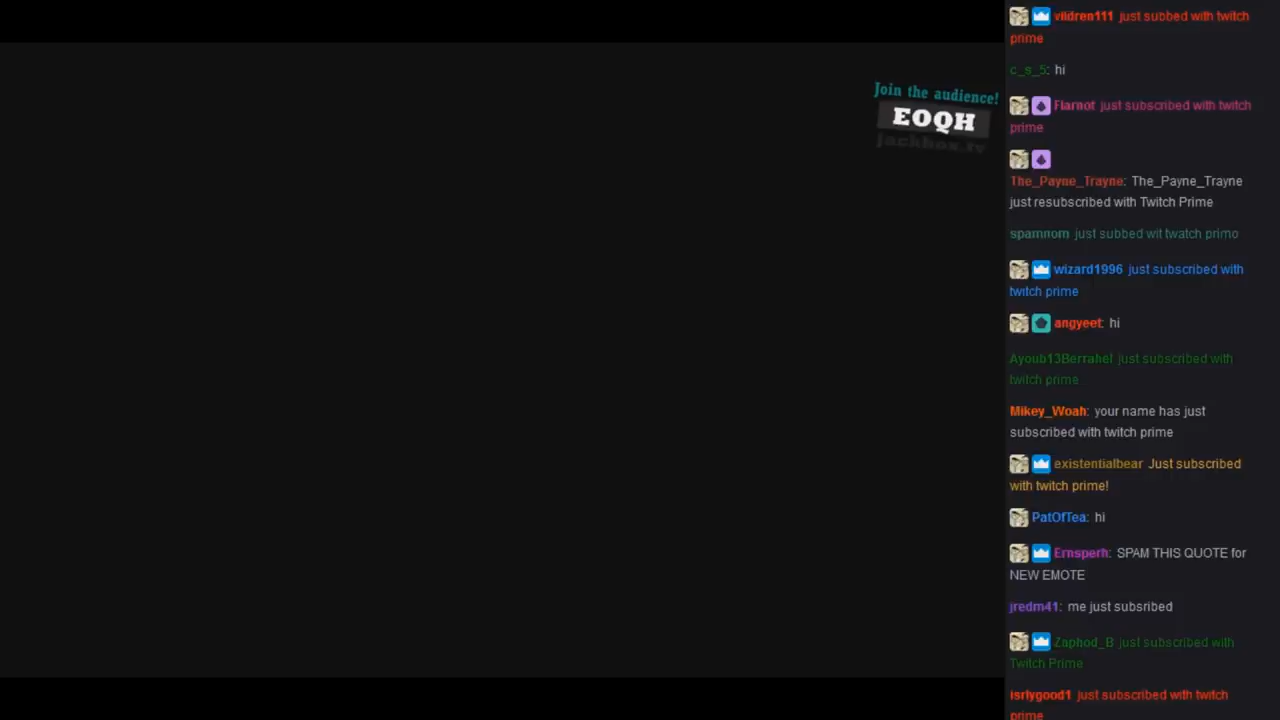 Join the audience!
EOQH
jackbox.tv
vildren111 just subbed with twitch
prime
c_s_5: hi
Flarnot just subscribed with twitch
prime
The_Payne_Trayne: The_Payne_Trayne
just resubscribed with Twitch Prime
spamnom just subbed wit twatch primo
wizard1996 just subscribed with
twitch prime
angyeet: hi
Ayoub13Berrahel just subscribed with
twitch prime
Mikey_Woah: your name has just
subscribed with twitch prime
existentialbear Just subscribed
with twitch prime!
PatOfTea: hi
Ernsperh: SPAM THIS QUOTE for
NEW EMOTE
jredm41: me just subsribed
Zaphod_B just subscribed with
Twitch Prime
isrlygood1 just subscribed with twitch
prime